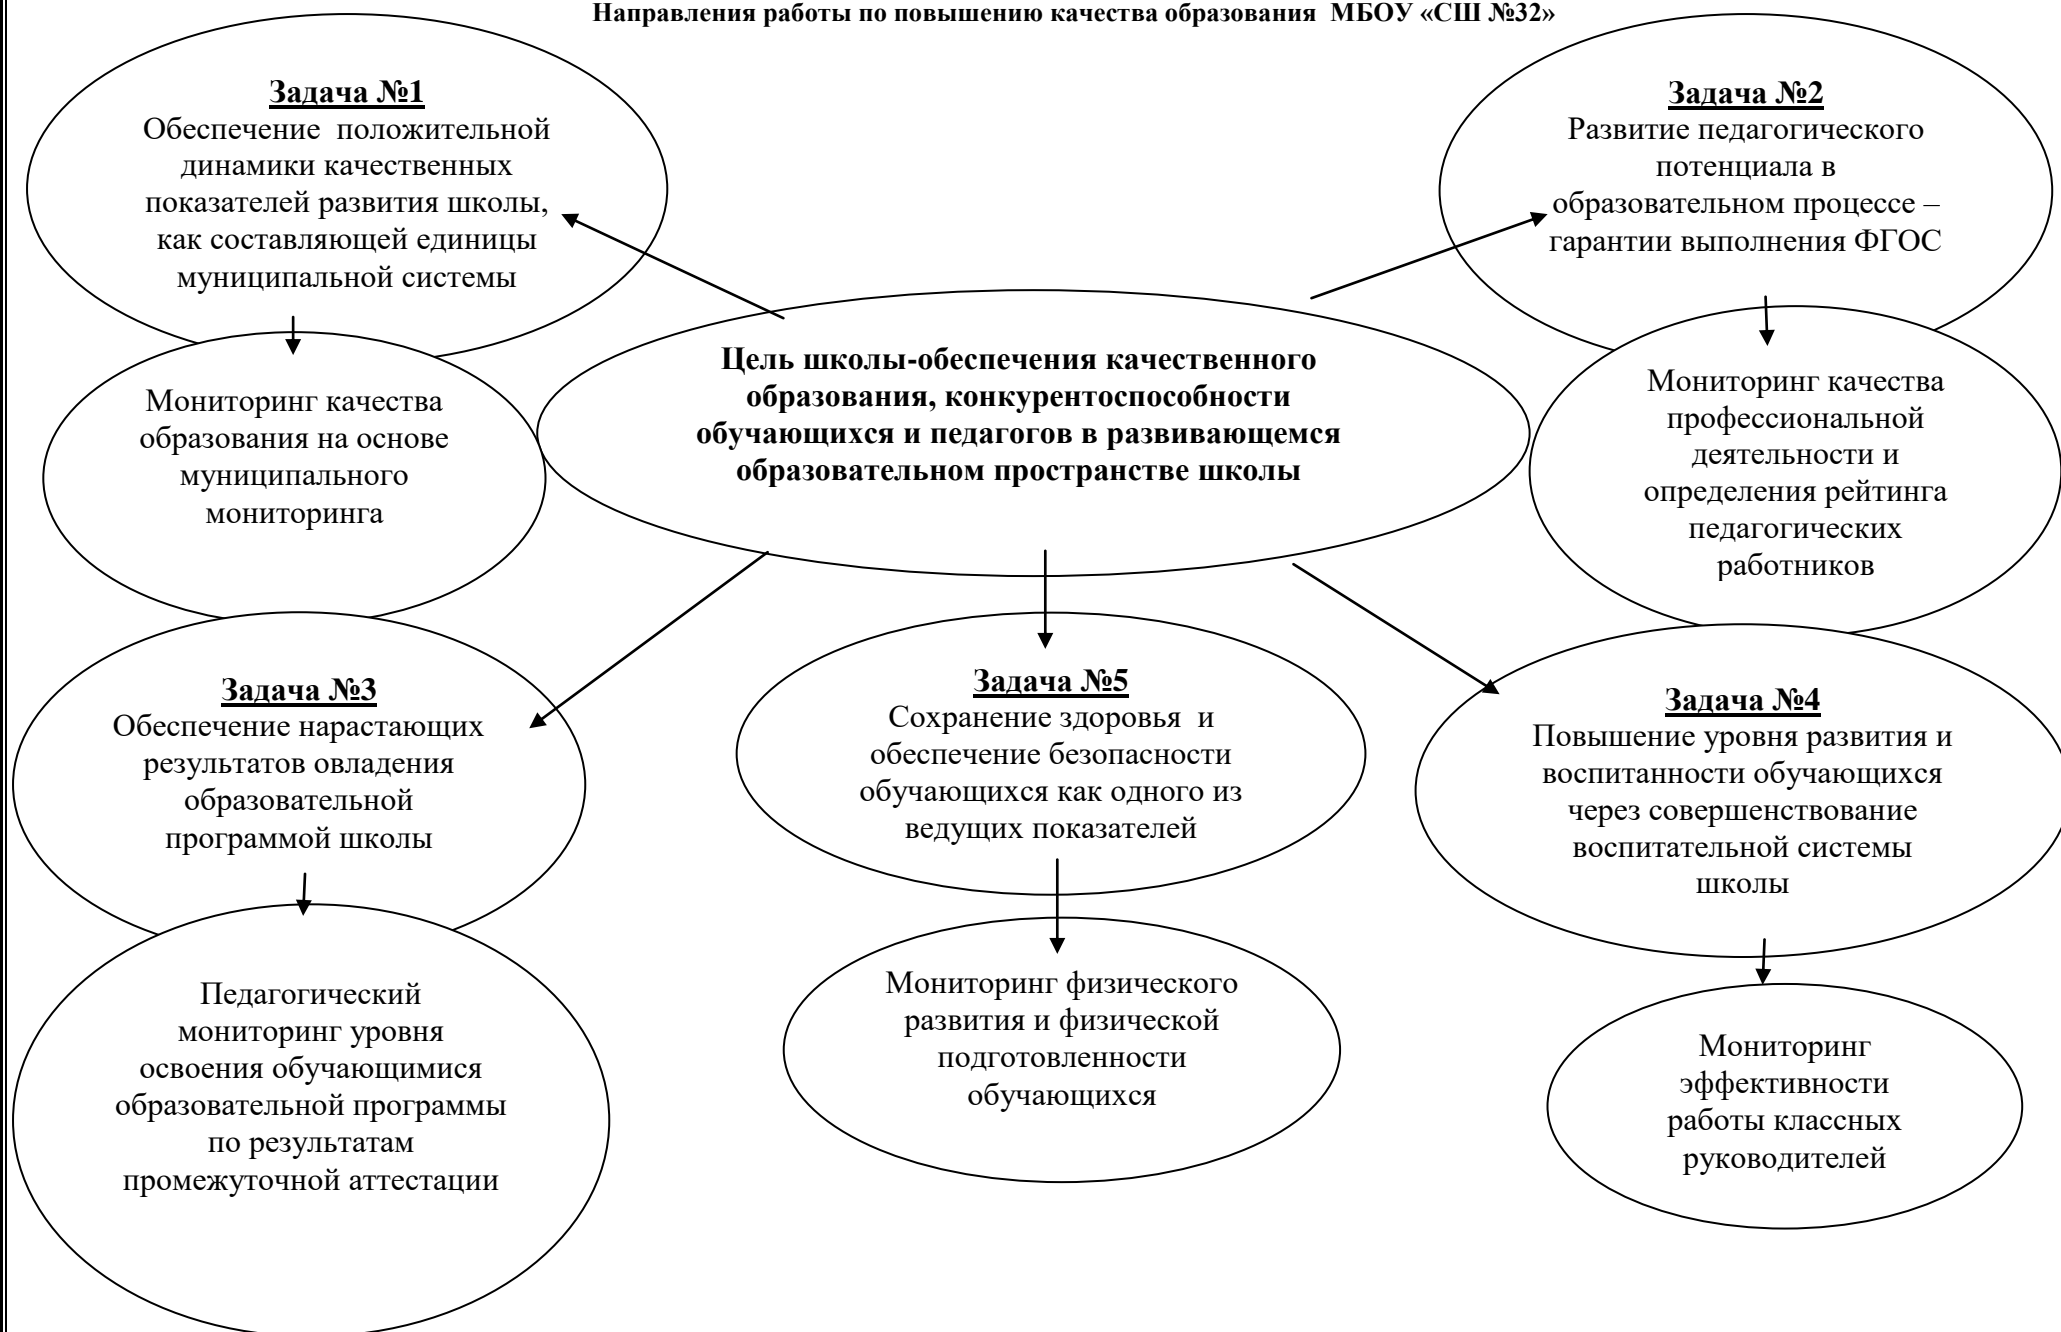 Направления работы по повышению качества образования  МБОУ «СШ №32»
Задача №1
Обеспечение  положительной
динамики качественных
показателей развития школы,
как составляющей единицы
муниципальной системы
Задача №2
Развитие педагогического
потенциала в
образовательном процессе –
гарантии выполнения ФГОС
Цель школы-обеспечения качественного
образования, конкурентоспособности
обучающихся и педагогов в развивающемся
образовательном пространстве школы
Мониторинг качества
образования на основе
муниципального
мониторинга
Мониторинг качества
профессиональной
деятельности и
определения рейтинга
педагогических
работников
Задача №3
Обеспечение нарастающих
результатов овладения
образовательной
программой школы
Задача №5
Сохранение здоровья  и
обеспечение безопасности
обучающихся как одного из
ведущих показателей
Задача №4
Повышение уровня развития и
воспитанности обучающихся
через совершенствование
воспитательной системы
школы
Педагогический
мониторинг уровня
освоения обучающимися
образовательной программы
по результатам
промежуточной аттестации
Мониторинг физического
развития и физической
подготовленности
обучающихся
Мониторинг
эффективности
работы классных
руководителей